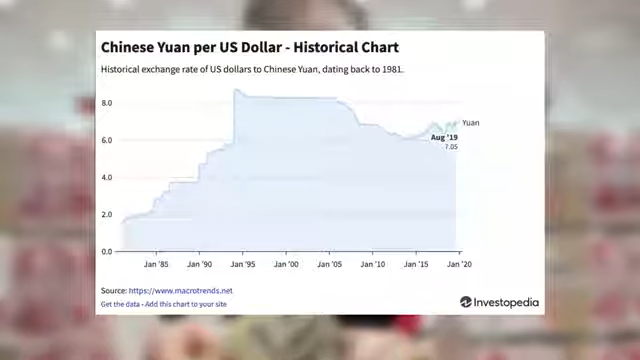 Chinese Yuan per US Dollar - Historical Chart
Historical exchange rate of US dollars to Chinese Yuan, dating back to 1981.
8.0
6.0
4.0
2.0
0.0
Yuan
Aug '19
7.05
Jan '85 Jan '90 Jan '95 Jan '00 Jan '05 Jan '10 Jan '15 Jan '20
Source: https://www.macrotrends.net
Get the data - Add this chart to your site
Investopedia